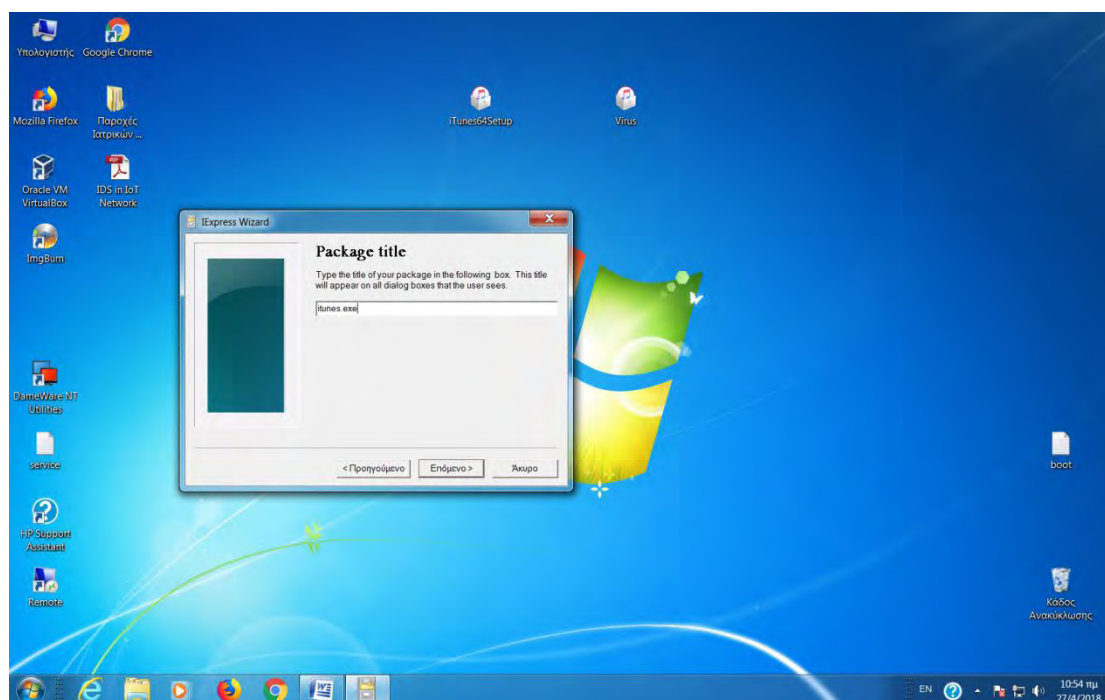 Υπολογιστής
Google Chrome
Mozilla Firefox
Παροχές
Ιατρικών ...
iTunes64Setup
Virus
Oracle VM
VirtualBox
IDS in IoT
Network
ImgBurn
IExpress Wizard
Package title
Type the title of your package in the following box. This title
will appear on all dialog boxes that the user sees.
itunes.exe
< Προηγούμενο
Επόμενο >
Άκυρο
DameWare NT
Utilities
service
boot
HP Support
Assistant
Remote
Κάδος
Ανακύκλωσης
EN
10:54 πμ
27/4/2018